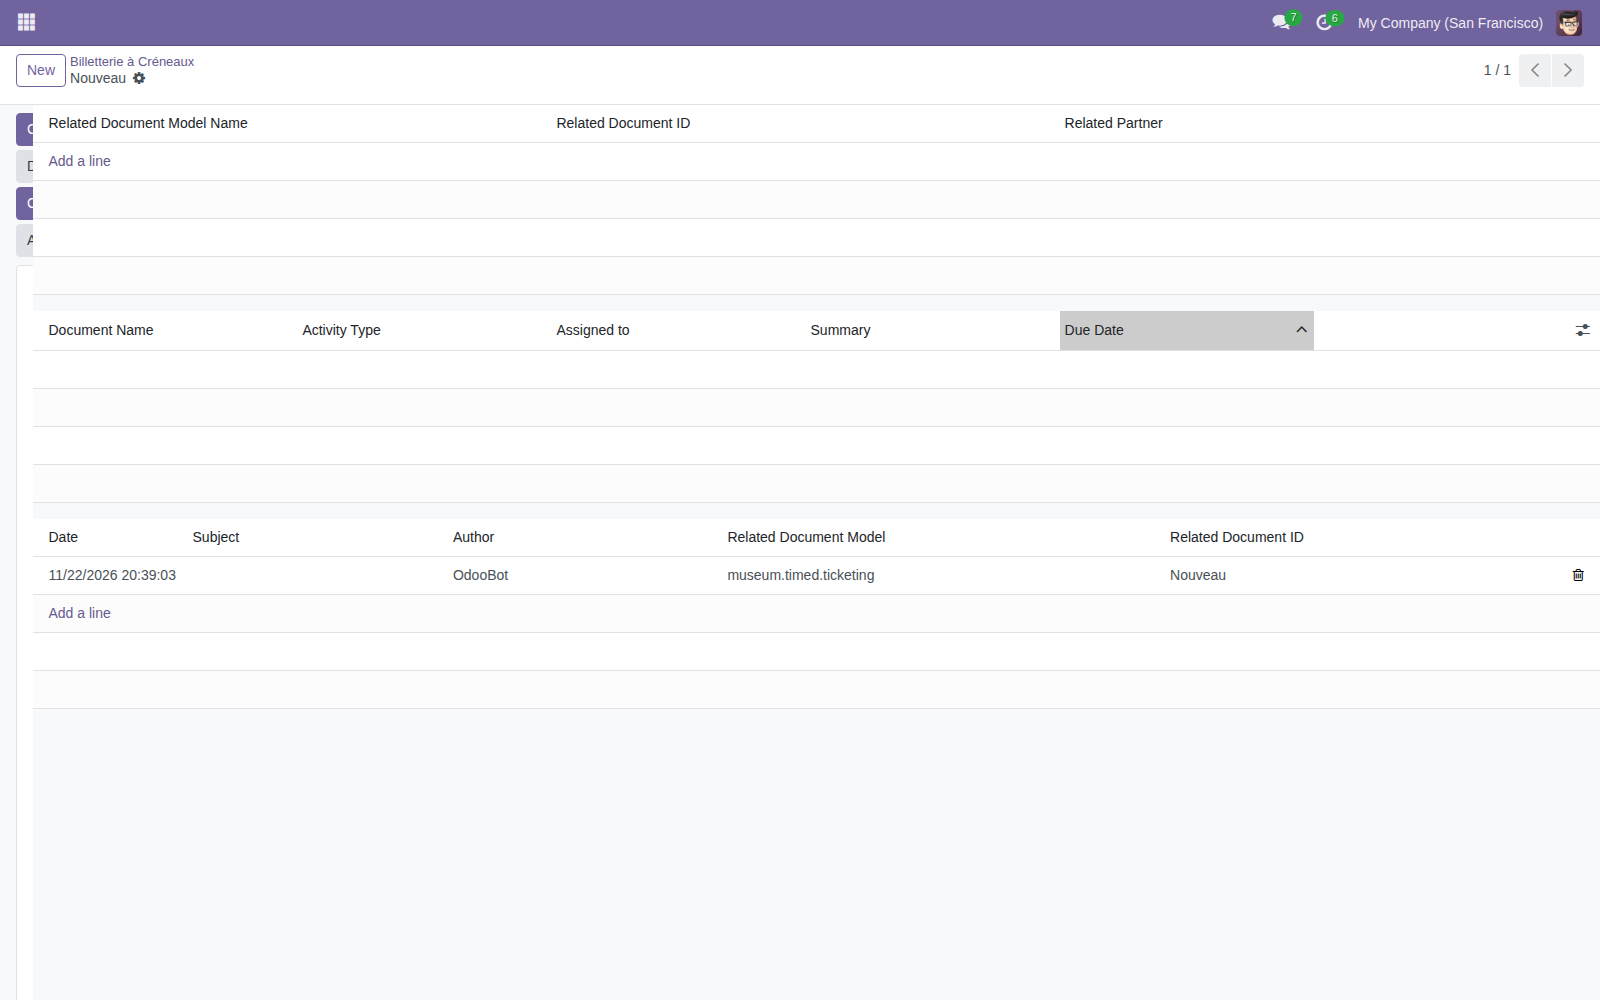 7
6
My Company (San Francisco)
New
Billetterie à Créneaux
Nouveau
1 / 1
Related Document Model Name
Related Document ID
Related Partner
Add a line
Document Name
Activity Type
Assigned to
Summary
Due Date
Date
Subject
Author
Related Document Model
Related Document ID
11/22/2026 20:39:03
OdooBot
museum.timed.ticketing
Nouveau
Add a line